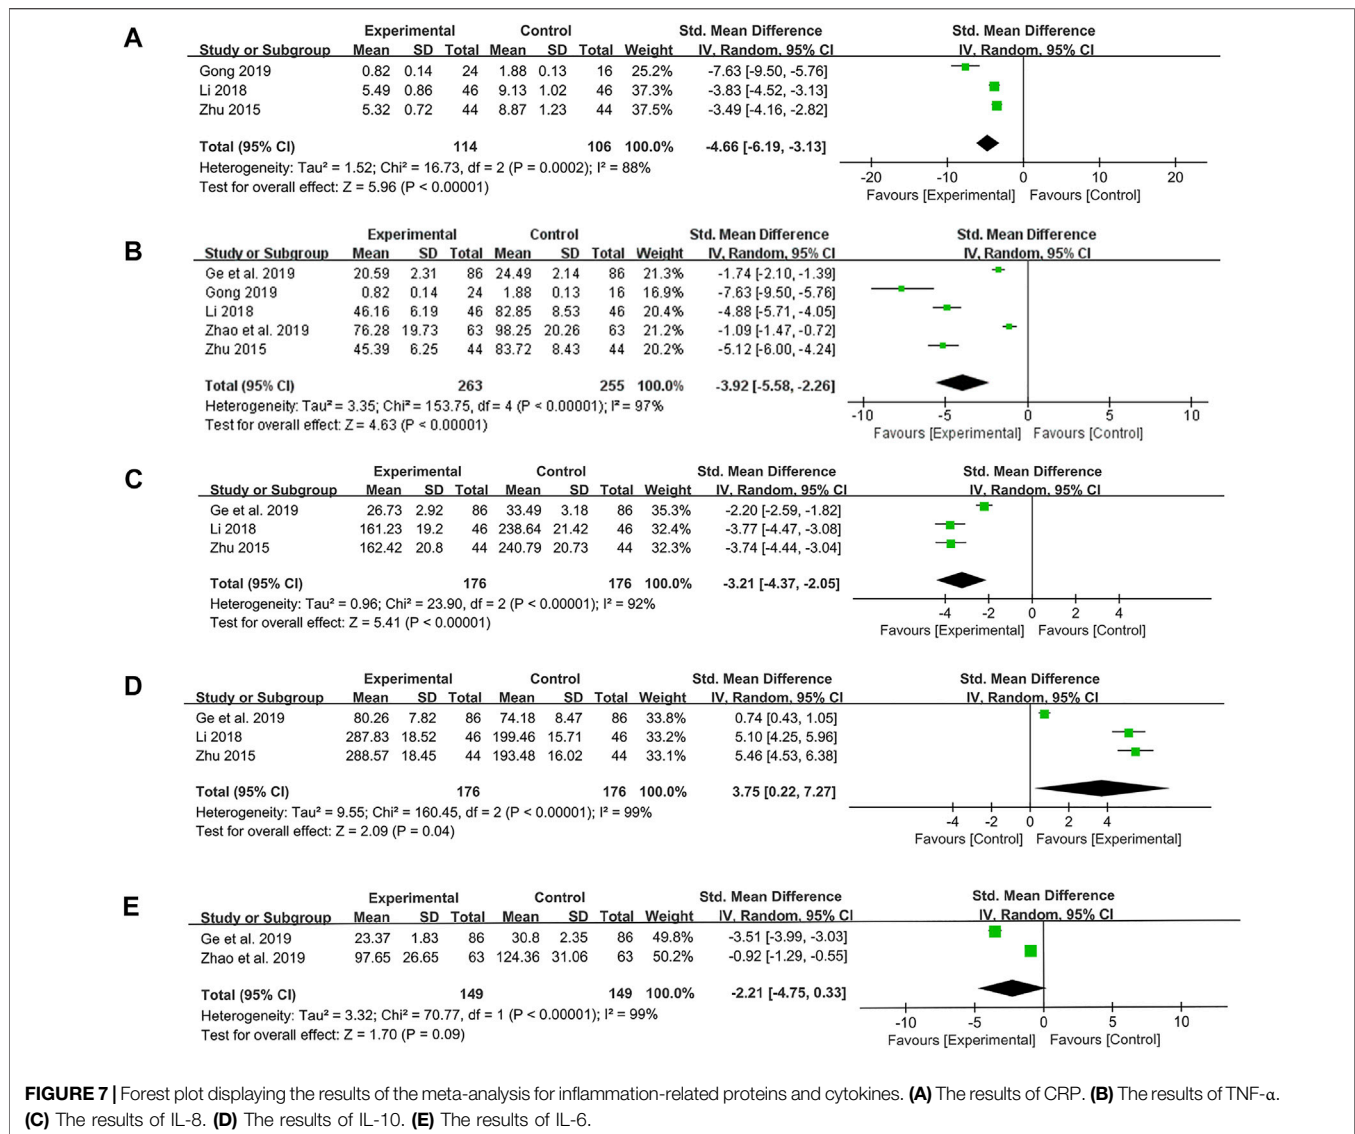 A
Experimental Control Std. Mean Difference Std. Mean Difference
Study or Subgroup Mean SD Total Mean SD Total Weight IV, Random, 95% CI IV, Random, 95% CI
Gong 2019 0.82 0.14 24 1.88 0.13 16 25.2% -7.63 [-9.50, -5.76]
Li 2018 5.49 0.86 46 9.13 1.02 46 37.3% -3.83 [-4.52, -3.13]
Zhu 2015 5.32 0.72 44 8.87 1.23 44 37.5% -3.49 [-4.16, -2.82]
Total (95% CI) 114 106 100.0% -4.66 [-6.19, -3.13]
Heterogeneity: Tau² = 1.52; Chi² = 16.73, df = 2 (P = 0.0002); I² = 88%
Test for overall effect: Z = 5.96 (P < 0.00001)
-20 -10 0 10 20
Favours [Experimental] Favours [Control]
B
Experimental Control Std. Mean Difference Std. Mean Difference
Study or Subgroup Mean SD Total Mean SD Total Weight IV, Random, 95% CI IV, Random, 95% CI
Ge et al. 2019 20.59 2.31 86 24.49 2.14 86 21.3% -1.74 [-2.10, -1.39]
Gong 2019 0.82 0.14 24 1.88 0.13 16 16.9% -7.63 [-9.50, -5.76]
Li 2018 46.16 6.19 46 82.85 8.53 46 20.4% -4.88 [-5.71, -4.05]
Zhao et al. 2019 76.28 19.73 63 98.25 20.26 63 21.2% -1.09 [-1.47, -0.72]
Zhu 2015 45.39 6.25 44 83.72 8.43 44 20.2% -5.12 [-6.00, -4.24]
Total (95% CI) 263 255 100.0% -3.92 [-5.58, -2.26]
Heterogeneity: Tau² = 3.35; Chi² = 153.75, df = 4 (P < 0.00001); I² = 97%
Test for overall effect: Z = 4.63 (P < 0.00001)
-10 -5 0 5 10
Favours [Experimental] Favours [Control]
C
Experimental Control Std. Mean Difference Std. Mean Difference
Study or Subgroup Mean SD Total Mean SD Total Weight IV, Random, 95% CI IV, Random, 95% CI
Ge et al. 2019 26.73 2.92 86 33.49 3.18 86 35.3% -2.20 [-2.59, -1.82]
Li 2018 161.23 19.2 46 238.64 21.42 46 32.4% -3.77 [-4.47, -3.08]
Zhu 2015 162.42 20.8 44 240.79 20.73 44 32.3% -3.74 [-4.44, -3.04]
Total (95% CI) 176 176 100.0% -3.21 [-4.37, -2.05]
Heterogeneity: Tau² = 0.96; Chi² = 23.90, df = 2 (P < 0.00001); I² = 92%
Test for overall effect: Z = 5.41 (P < 0.00001)
-4 -2 0 2 4
Favours [Experimental] Favours [Control]
D
Experimental Control Std. Mean Difference Std. Mean Difference
Study or Subgroup Mean SD Total Mean SD Total Weight IV, Random, 95% CI IV, Random, 95% CI
Ge et al. 2019 80.26 7.82 86 74.18 8.47 86 33.8% 0.74 [0.43, 1.05]
Li 2018 287.83 18.52 46 199.46 15.71 46 33.2% 5.10 [4.25, 5.96]
Zhu 2015 288.57 18.45 44 193.48 16.02 44 33.1% 5.46 [4.53, 6.38]
Total (95% CI) 176 176 100.0% 3.75 [0.22, 7.27]
Heterogeneity: Tau² = 9.55; Chi² = 160.45, df = 2 (P < 0.00001); I² = 99%
Test for overall effect: Z = 2.09 (P = 0.04)
-4 -2 0 2 4
Favours [Control] Favours [Experimental]
E
Experimental Control Std. Mean Difference Std. Mean Difference
Study or Subgroup Mean SD Total Mean SD Total Weight IV, Random, 95% CI IV, Random, 95% CI
Ge et al. 2019 23.37 1.83 86 30.8 2.35 86 49.8% -3.51 [-3.99, -3.03]
Zhao et al. 2019 97.65 26.65 63 124.36 31.06 63 50.2% -0.92 [-1.29, -0.55]
Total (95% CI) 149 149 100.0% -2.21 [-4.75, 0.33]
Heterogeneity: Tau² = 3.32; Chi² = 70.77, df = 1 (P < 0.00001); I² = 99%
Test for overall effect: Z = 1.70 (P = 0.09)
-10 -5 0 5 10
Favours [Experimental] Favours [Control]
FIGURE 7 | Forest plot displaying the results of the meta-analysis for inflammation-related proteins and cytokines. (A) The results of CRP. (B) The results of TNF-α.
(C) The results of IL-8. (D) The results of IL-10. (E) The results of IL-6.